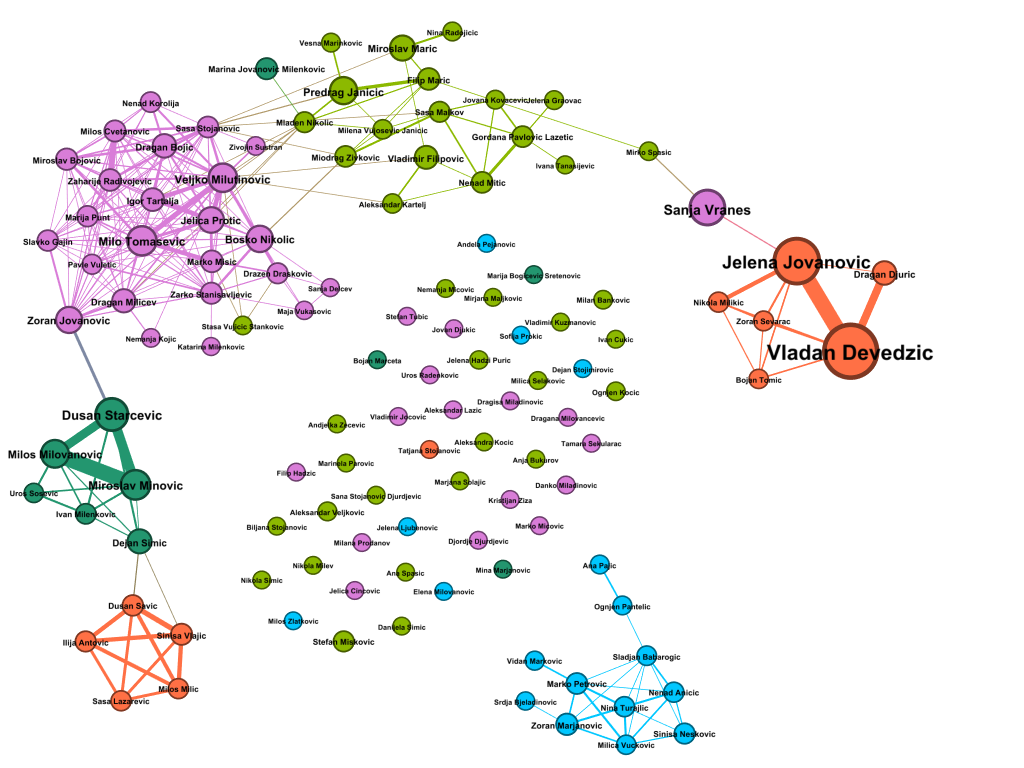 Nina Radojicic
Vesna Marinkovic
Miroslav Maric
Marina Jovanovic Milenkovic
Filip Maric
Predrag Janicic
Jovana Kovacevic
Jelena Graovac
Nenad Korolija
Sasa Malkov
Mladen Nikolic
Milos Cvetanovic
Sasa Stojanovic
Milena Vujosevic Janicic
Gordana Pavlovic Lazetic
Dragan Bojic
Zivojin Sustran
Mirko Spasic
Miroslav Bojovic
Miodrag Zivkovic
Vladimir Filipovic
Ivana Tanasijevic
Zaharije Radivojevic
Veljko Milutinovic
Nenad Mitic
Igor Tartalja
Aleksandar Kartelj
Sanja Vranes
Marija Punt
Jelica Protic
Slavko Gajin
Milo Tomasevic
Bosko Nikolic
Andela Pejanovic
Pavle Vuletic
Marko Misic
Jelena Jovanovic
Drazen Draskovic
Marija Bogicevic Sretenovic
Dragan Djuric
Sanja Delcev
Nemanja Micovic
Zarko Stanisavljevic
Mirjana Maljkovic
Dragan Milicev
Milan Bankovic
Nikola Milikic
Maja Vukasovic
Stefan Tubic
Zoran Jovanovic
Vladimir Kuzmanovic
Zoran Sevarac
Stasa Vujicic Stankovic
Jovan Djukic
Sofija Prokic
Nemanja Kojic
Ivan Cukic
Katarina Milenkovic
Vladan Devedzic
Bojan Marceta
Jelena Hadzi Puric
Dejan Stojimirovic
Uros Radenkovic
Milica Selakovic
Bojan Tomic
Ognjen Kocic
Dragisa Miladinovic
Aleksandar Lazic
Dusan Starcevic
Vladimir Jocovic
Dragana Milovancevic
Andjelka Zecevic
Aleksandra Kocic
Tamara Sekularac
Tatjana Stojanovic
Milos Milovanovic
Anja Bukurov
Marinela Parovic
Filip Hadzic
Marjana Solajic
Miroslav Minovic
Danko Miladinovic
Uros Sosevic
Sana Stojanovic Djurdjevic
Kristijan Ziza
Aleksandar Veljkovic
Ivan Milenkovic
Biljana Stojanovic
Jelena Ljubenovic
Marko Micovic
Dejan Simic
Milana Prodanov
Djordje Djurdjevic
Nikola Milev
Ana Pajic
Ana Spasic
Mina Marjanovic
Nikola Simic
Jelica Cincovic
Elena Milovanovic
Dusan Savic
Ognjen Pantelic
Milos Zlatkovic
Danijela Simic
Sinisa Vlajic
Ilija Antovic
Stefan Miskovic
Sladjan Babarogic
Vidan Markovic
Marko Petrovic
Milos Milic
Nenad Anicic
Sasa Lazarevic
Srdja Bjeladinovic
Nina Turajlic
Zoran Marjanovic
Sinisa Neskovic
Milica Vuckovic